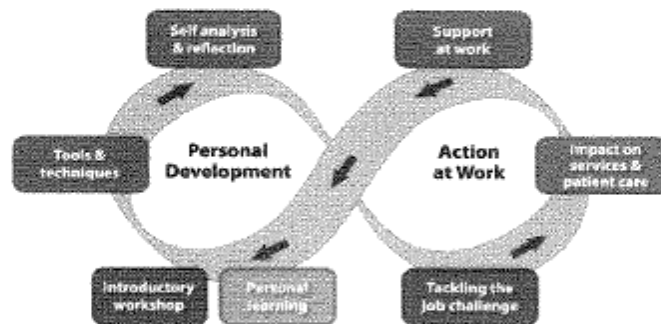 Self analysis
& reflection
Support
at work
Tools &
techniques
Personal
Development
Action
at Work
Impact on
services &
patient care
Introductory
workshop
Personal
learning
Tackling the
job challenge